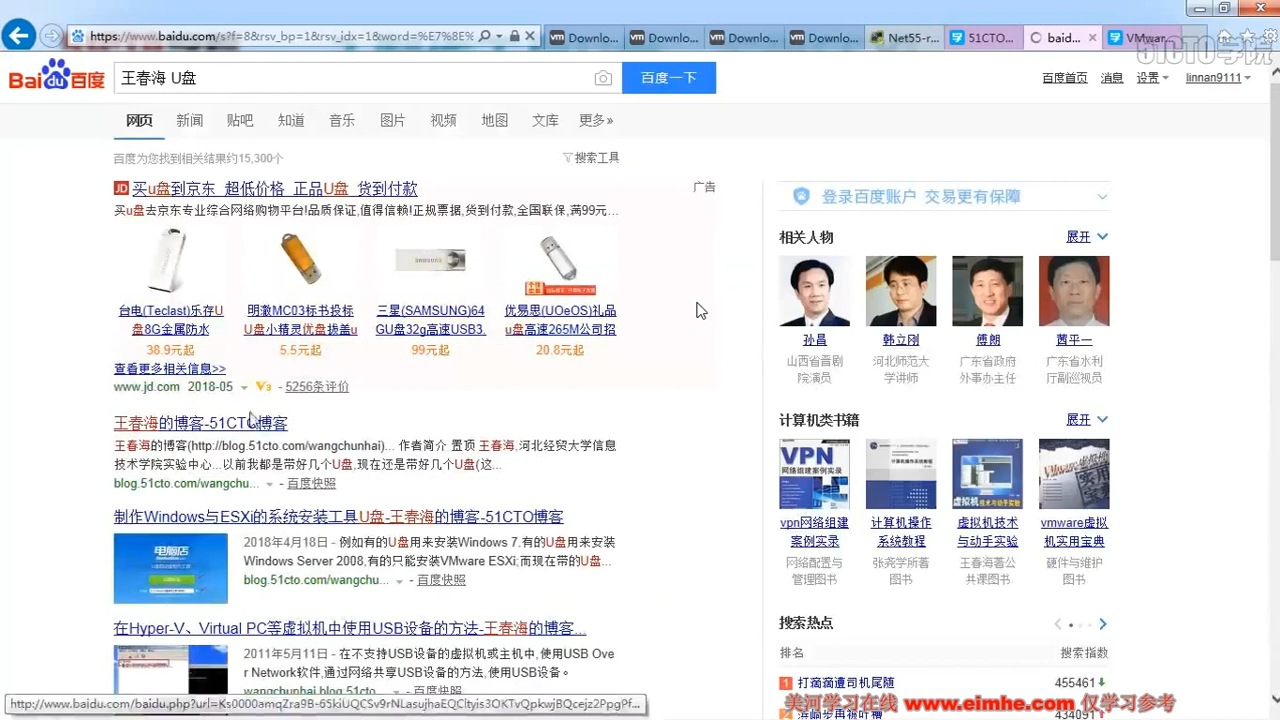 https://www.baidu.com/s?f=8&rsv_bp=1&rsv_idx=1&word=%E7%8E%
Downlo...
Downlo...
Downlo...
Downlo...
Net55-r...
51CTO...
baid...
VMwar
51CTO学院
Bai du 百度
王春海 U盘
百度一下
百度首页 消息 设置 linnan9111
网页 新闻 贴吧 知道 音乐 图片 视频 地图 文库 更多»
百度为您找到相关结果约15,300个
搜索工具
JD 买u盘到京东 超低价格 正品U盘 货到付款
广告
买u盘去京东专业综合网络购物平台!品质保证,值得信赖!正规票据,货到付款,全国联保,满99元...
台电(Teclast)乐存U盘8G金属防水
38.9元起
明激MC03标书投标U盘小精灵优盘扬盖u
5.5元起
三星(SAMSUNG)64GU盘32g高速USB3.
99元起
优易思(UOeOS)礼品u盘高速265M公司招
20.8元起
查看更多相关信息>>
www.jd.com 2018-05 V3 - 5256条评价
王春海的博客-51CTO博客
王春海的博客(http://blog.51cto.com/wangchunhai)... 作者简介 置顶 王春海,河北经贸大学信息
技术学院实验中心...以前我都是带好几个U盘,现在还是带好几个U盘(这...
blog.51cto.com/wangchu... - 百度快照
制作Windows与ESXi的系统安装工具U盘-王春海的博客-51CTO博客
电脑店
2018年4月18日 - 例如有的U盘用来安装Windows 7,有的U盘用来安装
Windows Server 2008,有的只能安装VMware ESXi;而现在带的U盘...
blog.51cto.com/wangchu... - 百度快照
在Hyper-V、Virtual PC等虚拟机中使用USB设备的方法-王春海的博客...
2011年5月11日 - 在不支持USB设备的虚拟机或主机中,使用USB Ove
r Network软件,通过网络共享USB设备的方法,使用USB设备。
wangchunhai.blog.51cto... - 百度快照
登录百度账户 交易更有保障
相关人物
展开
孙昌
山西省晋剧院演员
韩立刚
河北师范大学讲师
傅朗
广东省政府外事办主任
茜平一
广东省水利厅副巡视员
计算机类书籍
展开
VPN
网络组建案例实录
vpn网络组建案例实录
网络配置与管理图书
计算机操作系统教程
张尧学所著图书
虚拟机技术与动手实验
王春海著公共课图书
vmware虚拟机实用宝典
硬件与维护图书
搜索热点
排名 搜索指数
1 打滴滴遭司机尾随 455461
2
434091
http://www.baidu.com/baidu.php?url=Ks0000jaqZra9B-65kIUOCSv9rNLasujhaEQCihqm3OKTvQpkwjBQcejz2PpgPf...
美河学习在线 www.eimhe.com 仅学习参考